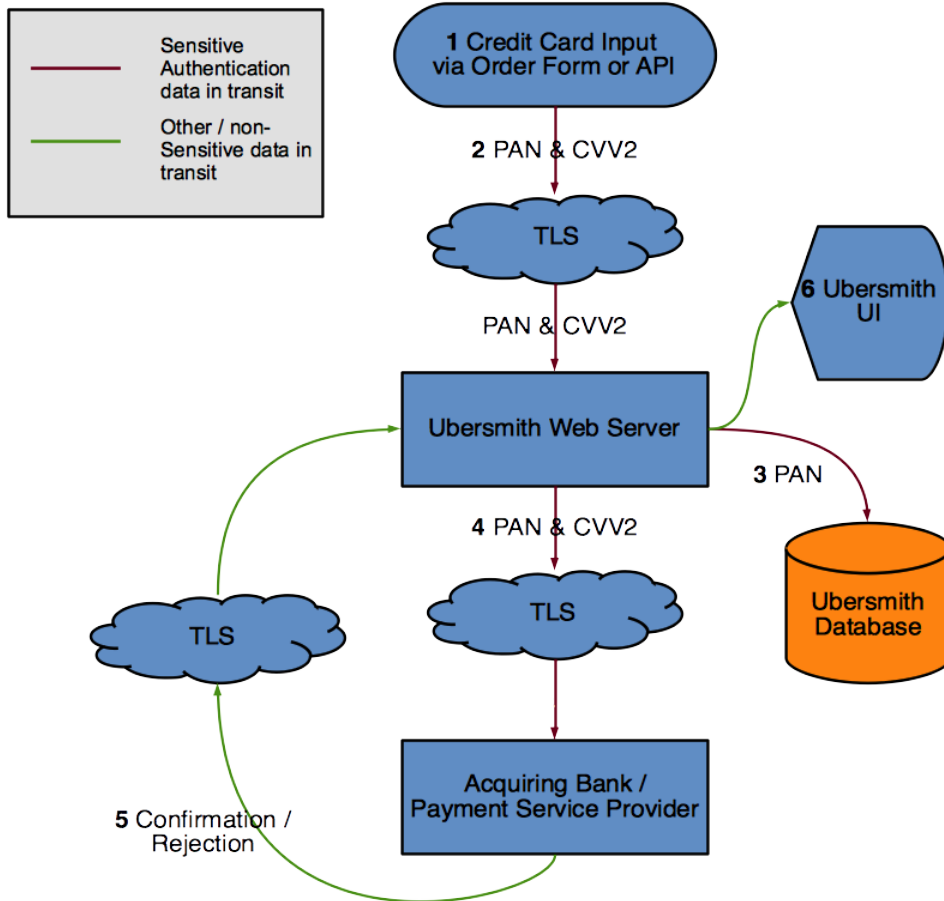 Sensitive
Authentication
data in transit
Other / non-
Sensitive data in
transit
1 Credit Card Input
via Order Form or API
2 PAN & CVV2
TLS
PAN & CVV2
6 Ubersmith
UI
Ubersmith Web Server
3 PAN
4 PAN & CVV2
TLS
Ubersmith
Database
TLS
Acquiring Bank /
Payment Service Provider
5 Confirmation /
Rejection